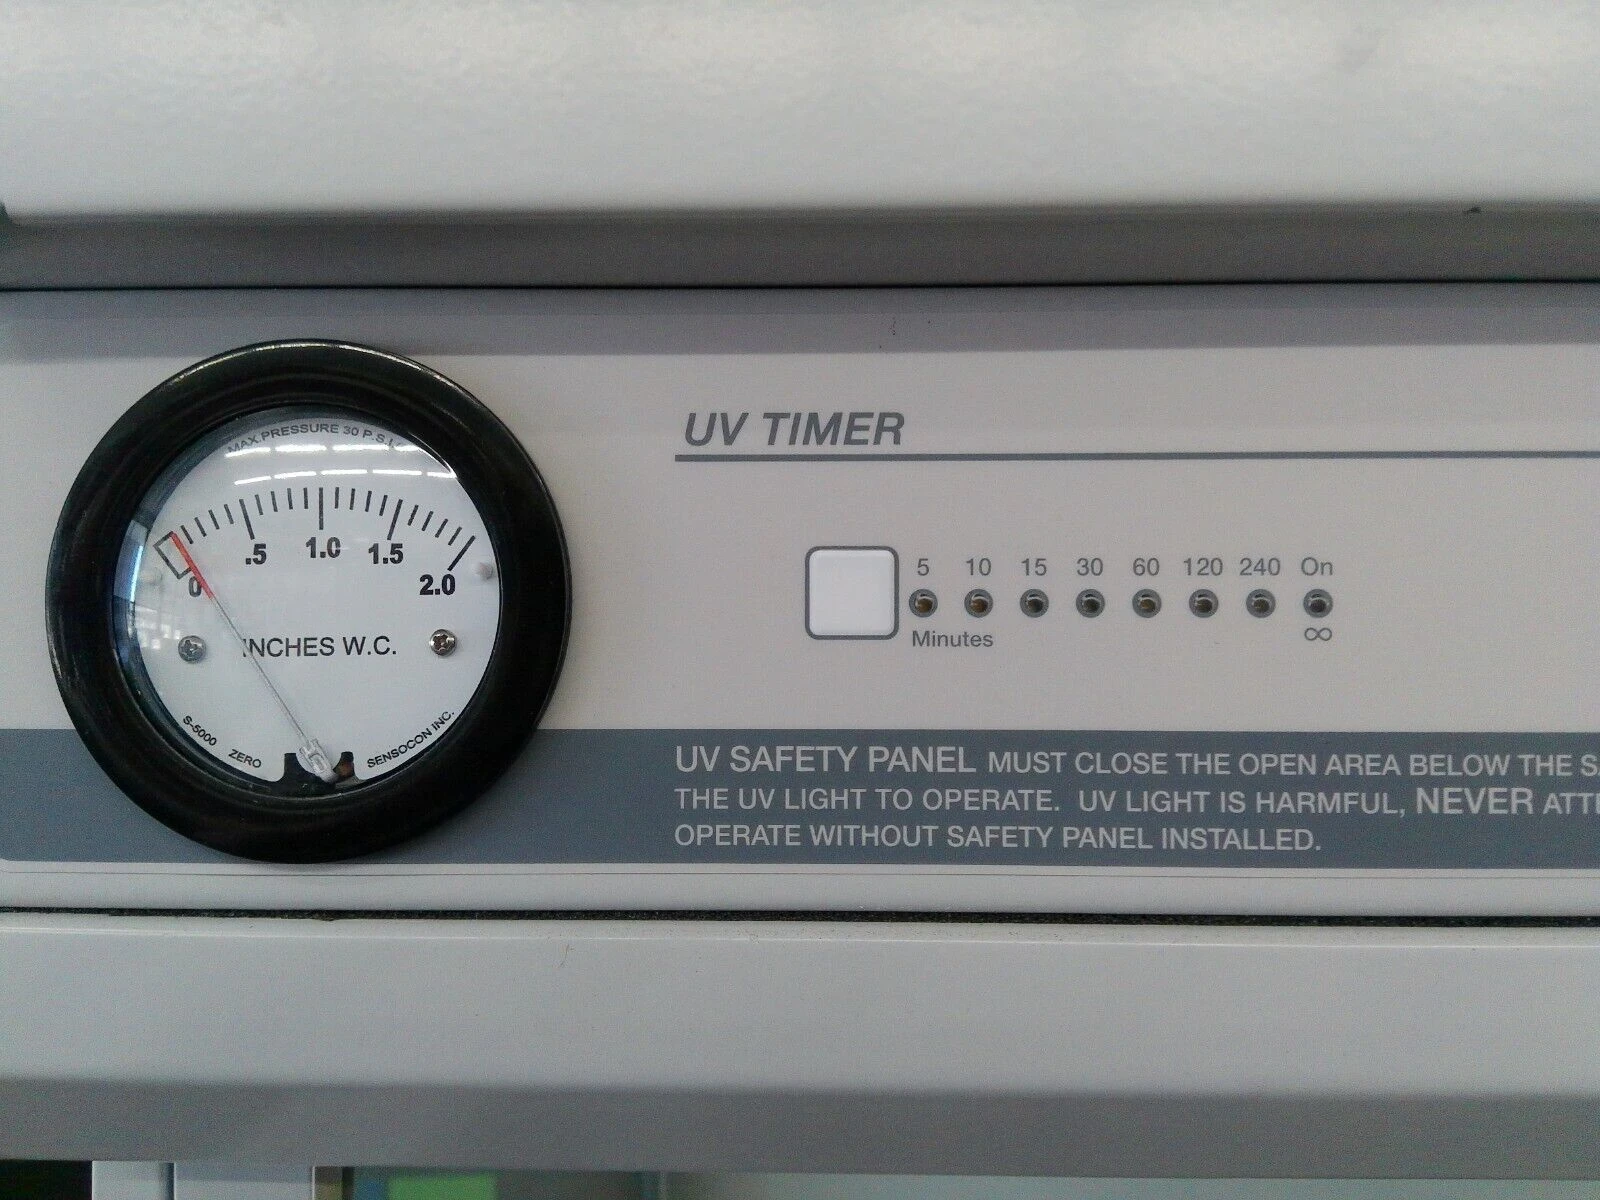 MAX.PRESSURE 30 P.S.I.
0 .5 1.0 1.5 2.0
INCHES W.C.
S-5000 ZERO SENSOCON INC.
UV TIMER
5 10 15 30 60 120 240 On
Minutes ∞
UV SAFETY PANEL MUST CLOSE THE OPEN AREA BELOW THE
THE UV LIGHT TO OPERATE. UV LIGHT IS HARMFUL, NEVER
OPERATE WITHOUT SAFETY PANEL INSTALLED.